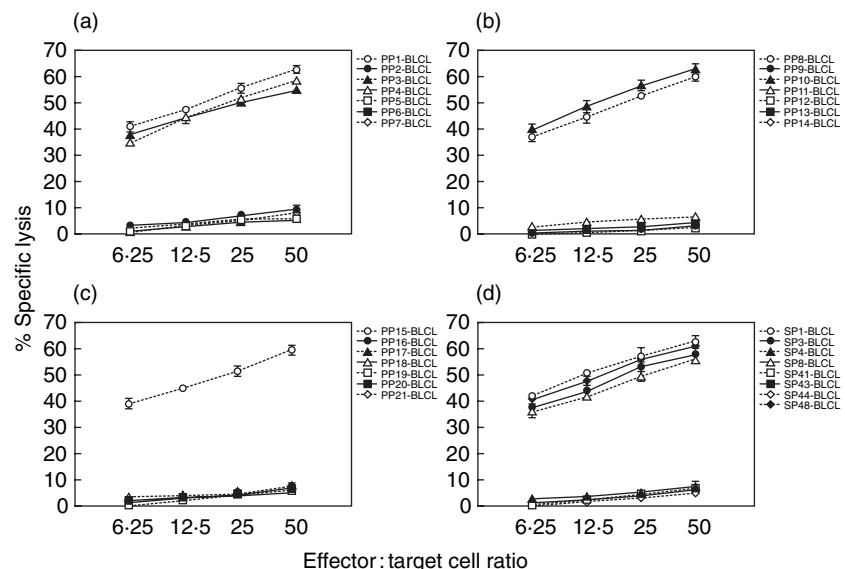 (a)
70
60
50
40
30
20
10
0
6·25 12·5 25 50
PP1-BLCL
PP2-BLCL
PP3-BLCL
PP4-BLCL
PP5-BLCL
PP6-BLCL
PP7-BLCL
(b)
70
60
50
40
30
20
10
0
6·25 12·5 25 50
PP8-BLCL
PP9-BLCL
PP10-BLCL
PP11-BLCL
PP12-BLCL
PP13-BLCL
PP14-BLCL
% Specific lysis
(c)
70
60
50
40
30
20
10
0
6·25 12·5 25 50
PP15-BLCL
PP16-BLCL
PP17-BLCL
PP18-BLCL
PP19-BLCL
PP20-BLCL
PP21-BLCL
(d)
70
60
50
40
30
20
10
0
6·25 12·5 25 50
SP1-BLCL
SP3-BLCL
SP4-BLCL
SP8-BLCL
SP41-BLCL
SP43-BLCL
SP44-BLCL
SP48-BLCL
Effector:target cell ratio